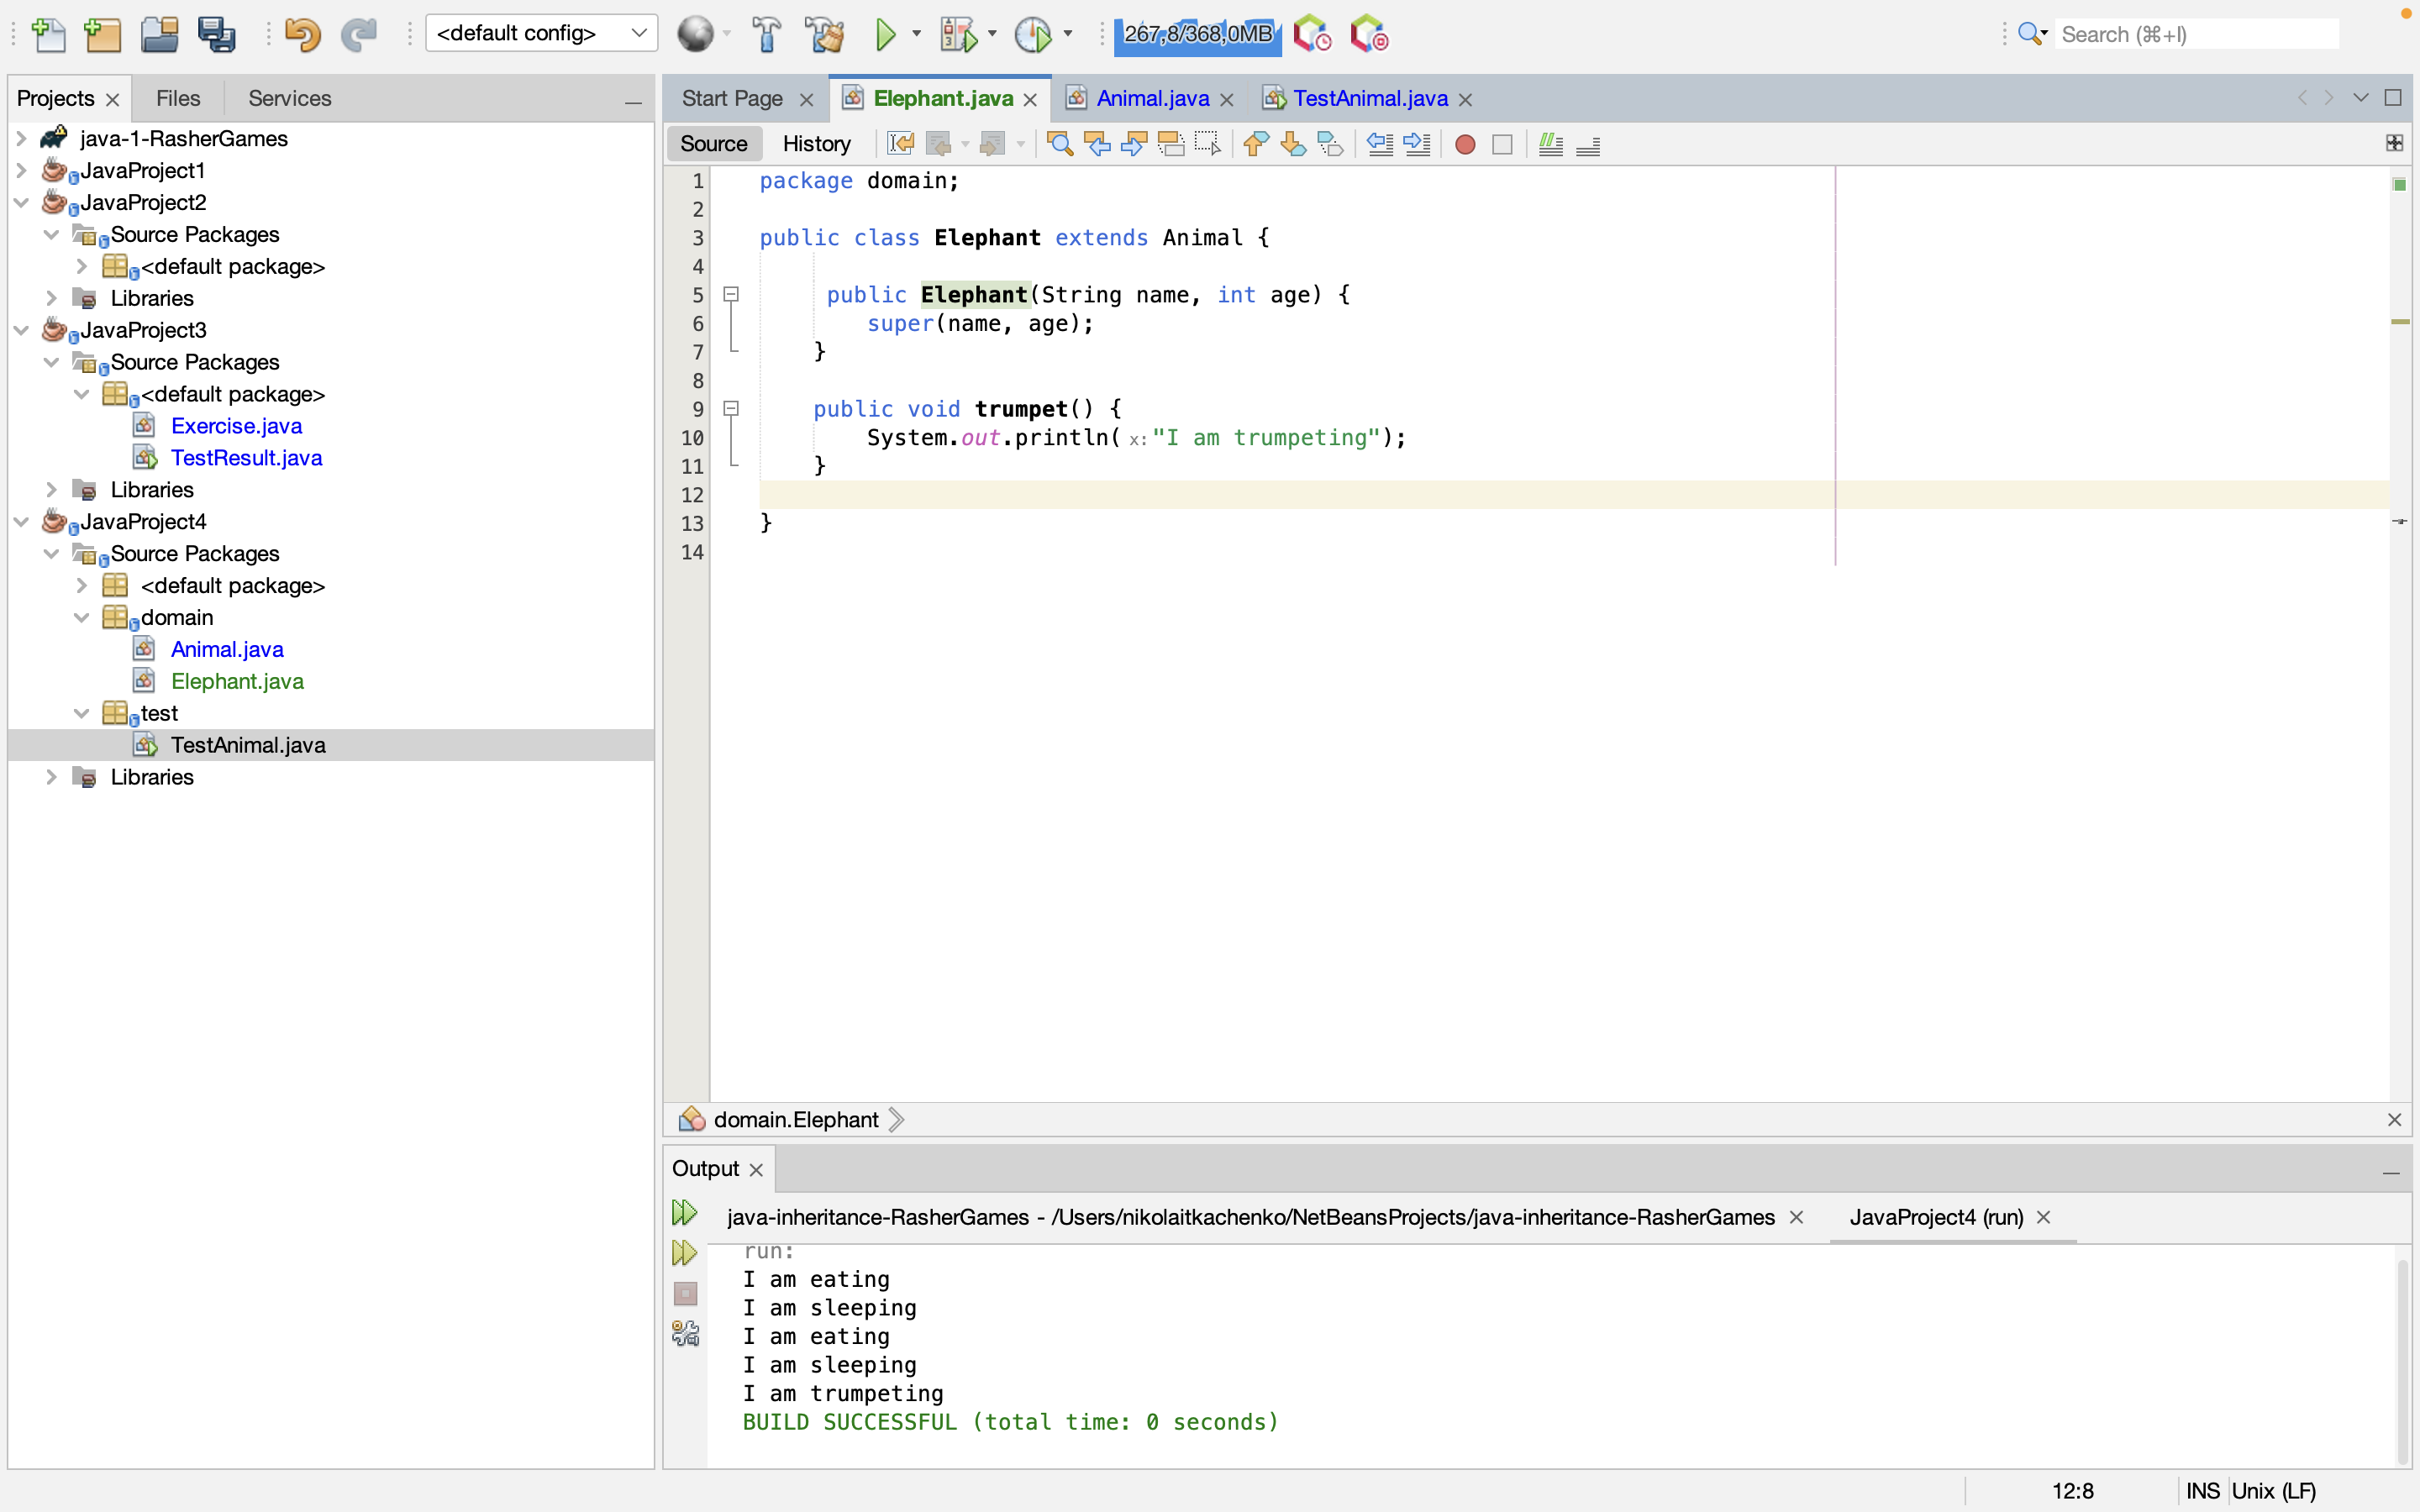 <default config>
267,8/368,0MB
Search (⌘+I)
Projects
Files
Services
java-1-RasherGames
JavaProject1
JavaProject2
Source Packages
<default package>
Libraries
JavaProject3
Source Packages
<default package>
Exercise.java
TestResult.java
Libraries
JavaProject4
Source Packages
<default package>
domain
Animal.java
Elephant.java
test
TestAnimal.java
Libraries
Start Page
Elephant.java
Animal.java
TestAnimal.java
Source
History
1 package domain;
2
3 public class Elephant extends Animal {
4
5 public Elephant(String name, int age) {
6 super(name, age);
7 }
8
9 public void trumpet() {
10 System.out.println( x: "I am trumpeting");
11 }
12
13 }
14
domain.Elephant
Output
java-inheritance-RasherGames - /Users/nikolaitkachenko/NetBeansProjects/java-inheritance-RasherGames
JavaProject4 (run)
run:
I am eating
I am sleeping
I am eating
I am sleeping
I am trumpeting
BUILD SUCCESSFUL (total time: 0 seconds)
12:8
INS
Unix (LF)